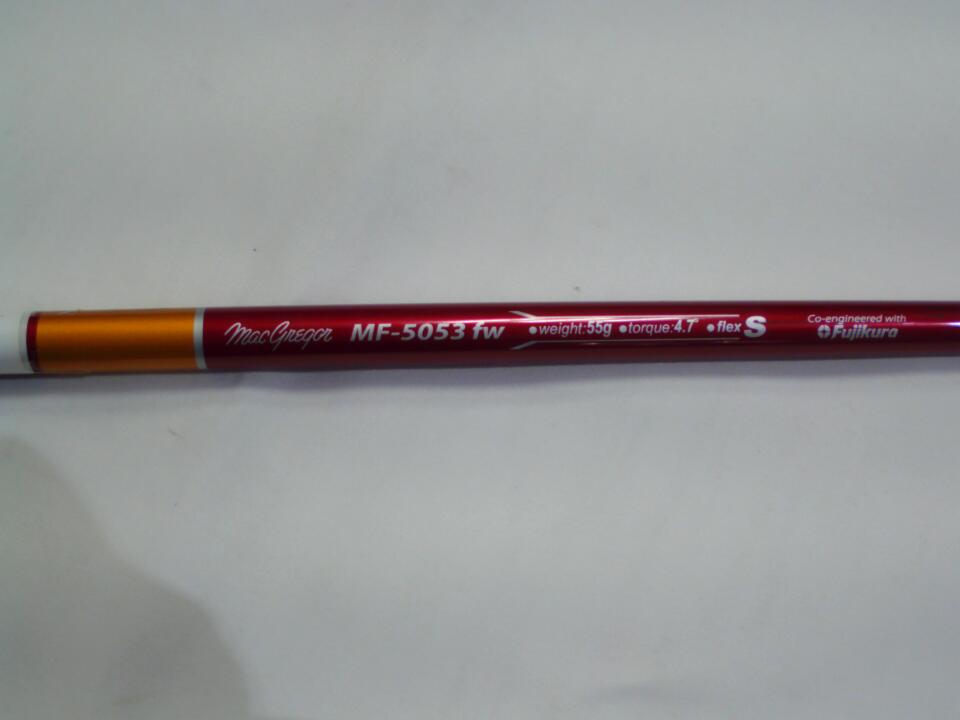 MacGregor MF-5053 fw •weight:55g •torque:4.7° •flex S
Co-engineered with
Fujikura